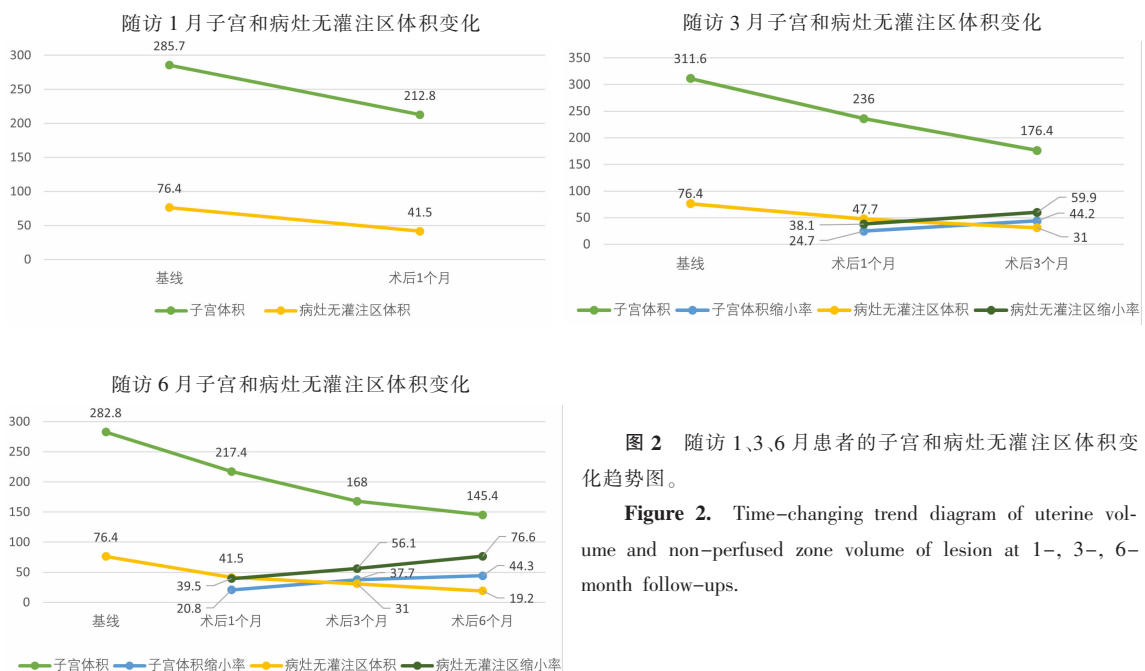 随访 1 月子宫和病灶无灌注区体积变化
300
250
200
150
100
50
0
285.7
212.8
76.4
41.5
基线
术后1个月
子宫体积
病灶无灌注区体积
随访 3 月子宫和病灶无灌注区体积变化
350
300
250
200
150
100
50
0
311.6
236
176.4
76.4
47.7
38.1
24.7
59.9
44.2
31
基线
术后1个月
术后3个月
子宫体积
子宫体积缩小率
病灶无灌注区体积
病灶无灌注区缩小率
随访 6 月子宫和病灶无灌注区体积变化
300
250
200
150
100
50
0
282.8
217.4
168
145.4
76.4
41.5
39.5
20.8
56.1
37.7
31
76.6
44.3
19.2
基线
术后1个月
术后3个月
术后6个月
子宫体积
子宫体积缩小率
病灶无灌注区体积
病灶无灌注区缩小率
图 2 随访 1、3、6 月患者的子宫和病灶无灌注区体积变
化趋势图。
Figure 2. Time-changing trend diagram of uterine vol-
ume and non-perfused zone volume of lesion at 1-, 3-, 6-
month follow-ups.